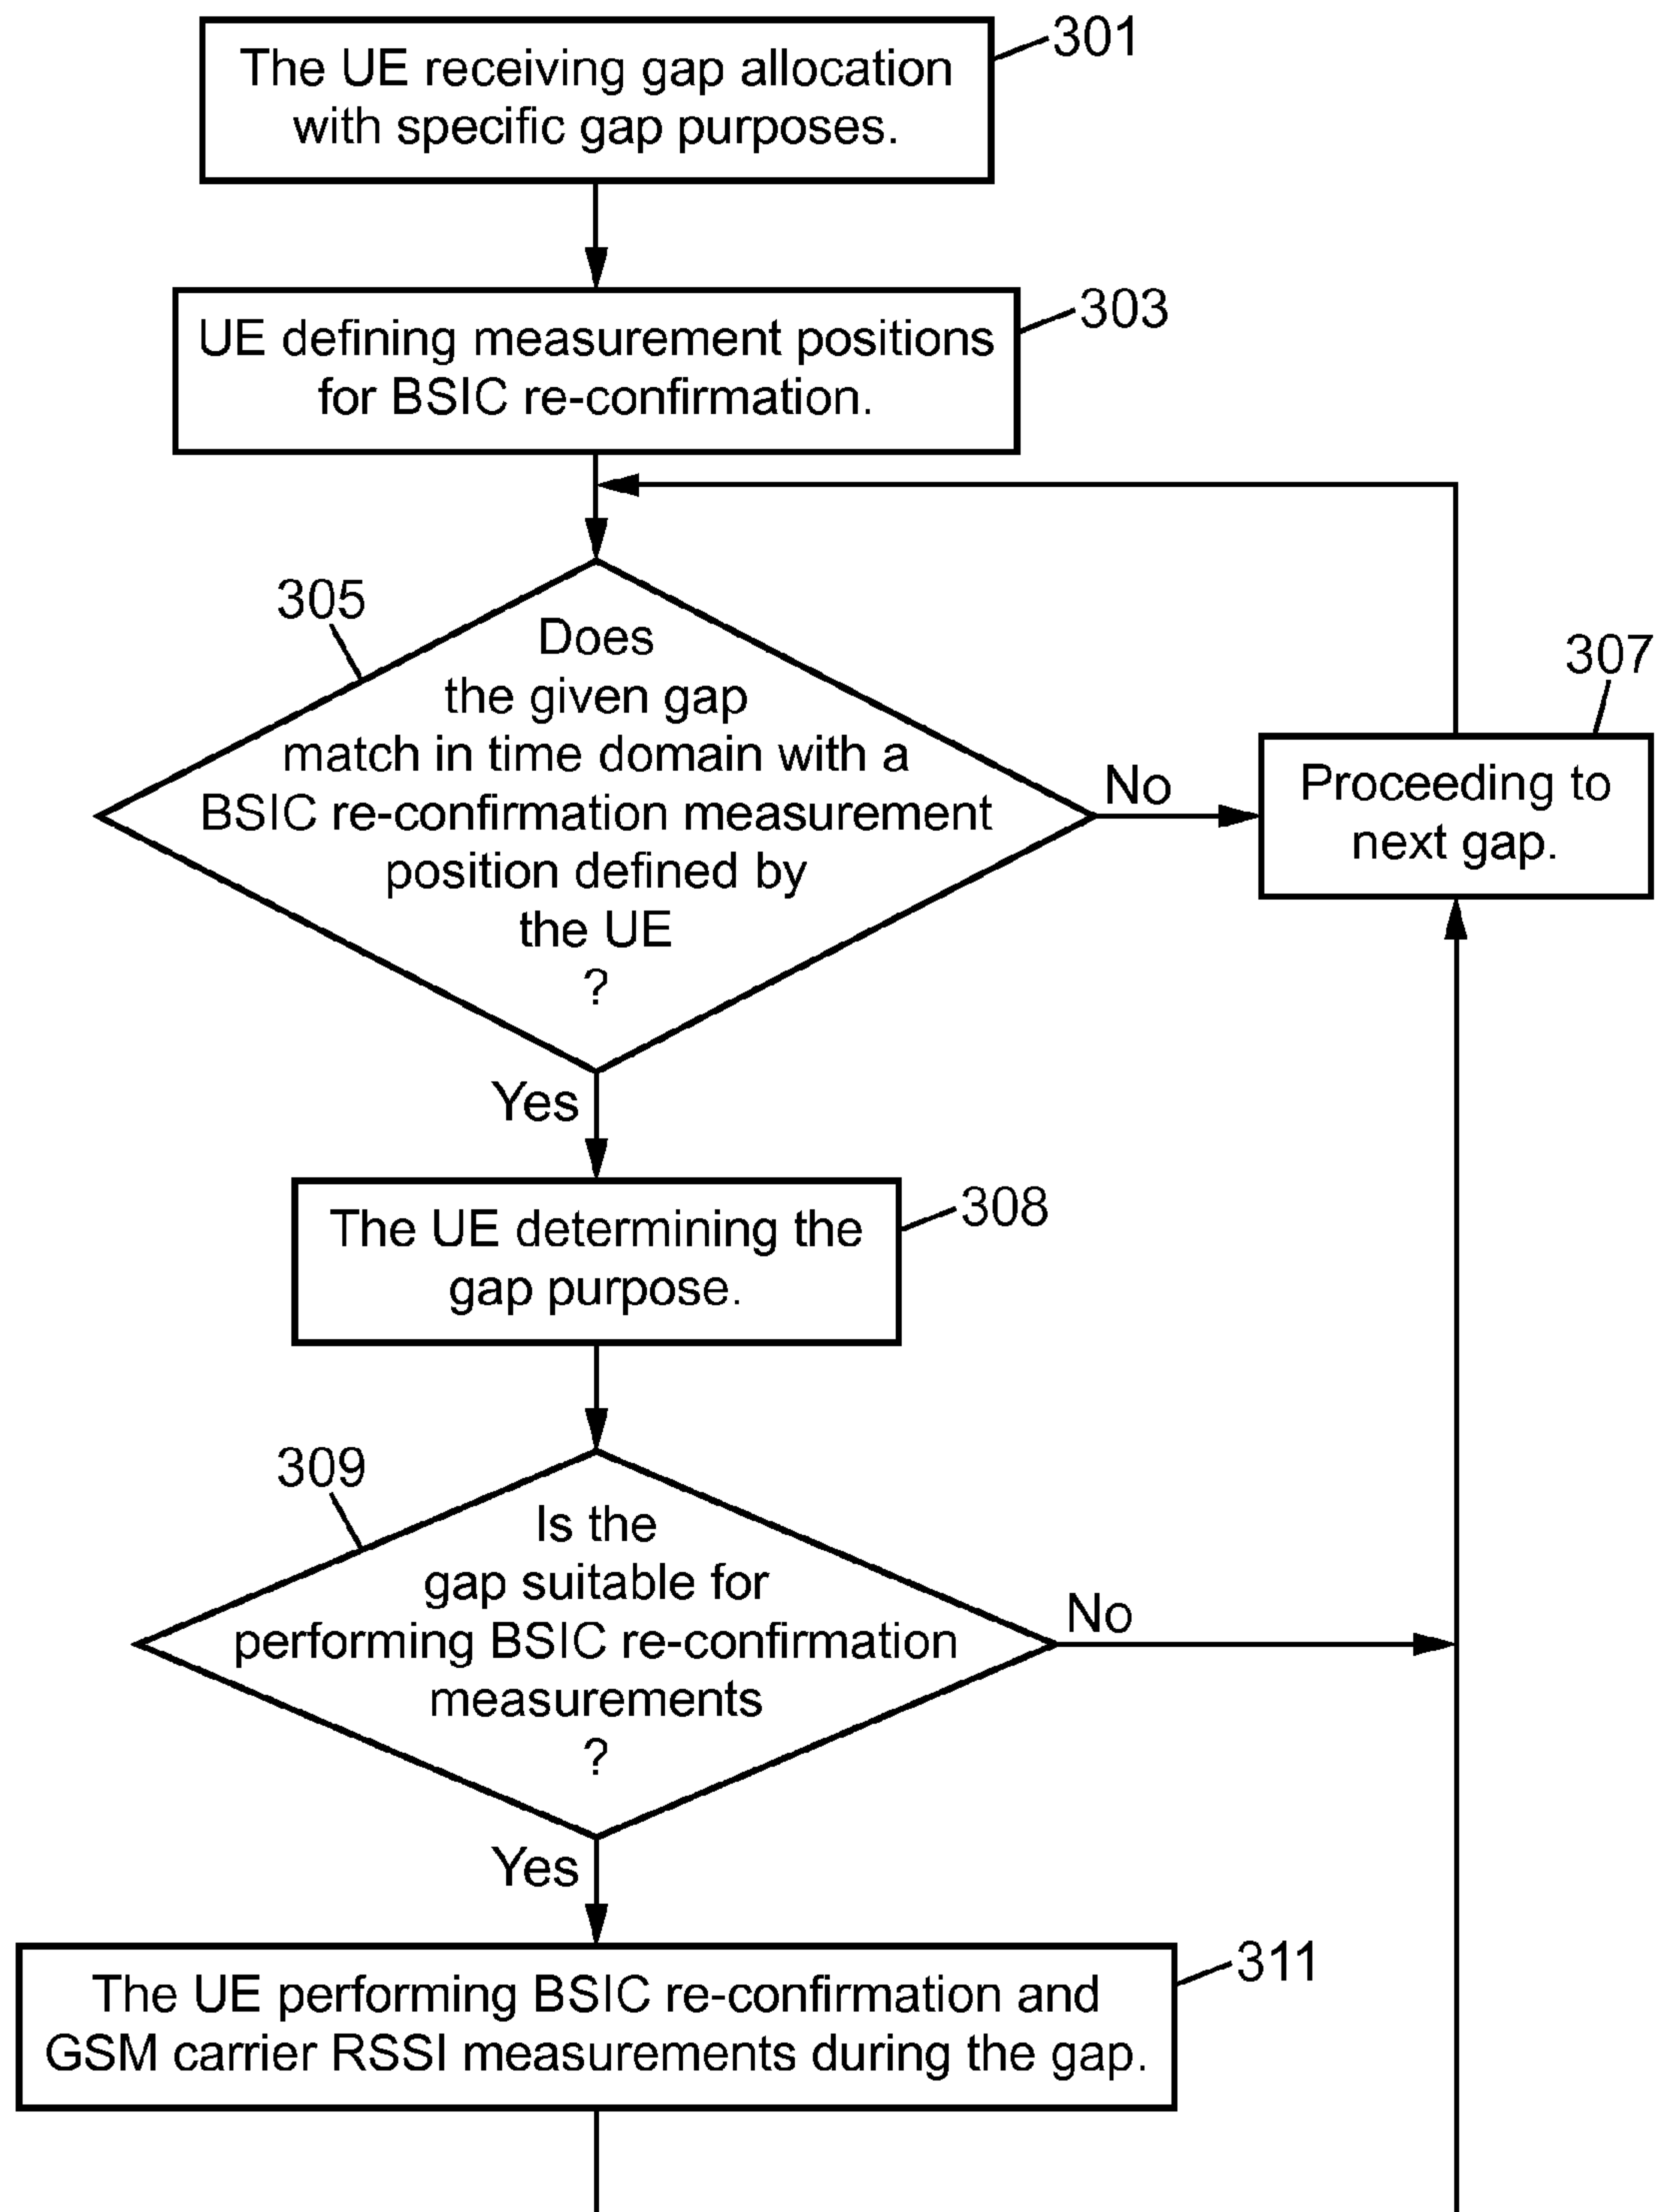 301
The UE receiving gap allocation
with specific gap purposes.
303
UE defining measurement positions
for BSIC re-confirmation.
305
Does
the given gap
match in time domain with a
BSIC re-confirmation measurement
position defined by
the UE
?
No
307
Proceeding to
next gap.
Yes
308
The UE determining the
gap purpose.
309
Is the
gap suitable for
performing BSIC re-confirmation
measurements
?
No
Yes
311
The UE performing BSIC re-confirmation and
GSM carrier RSSI measurements during the gap.